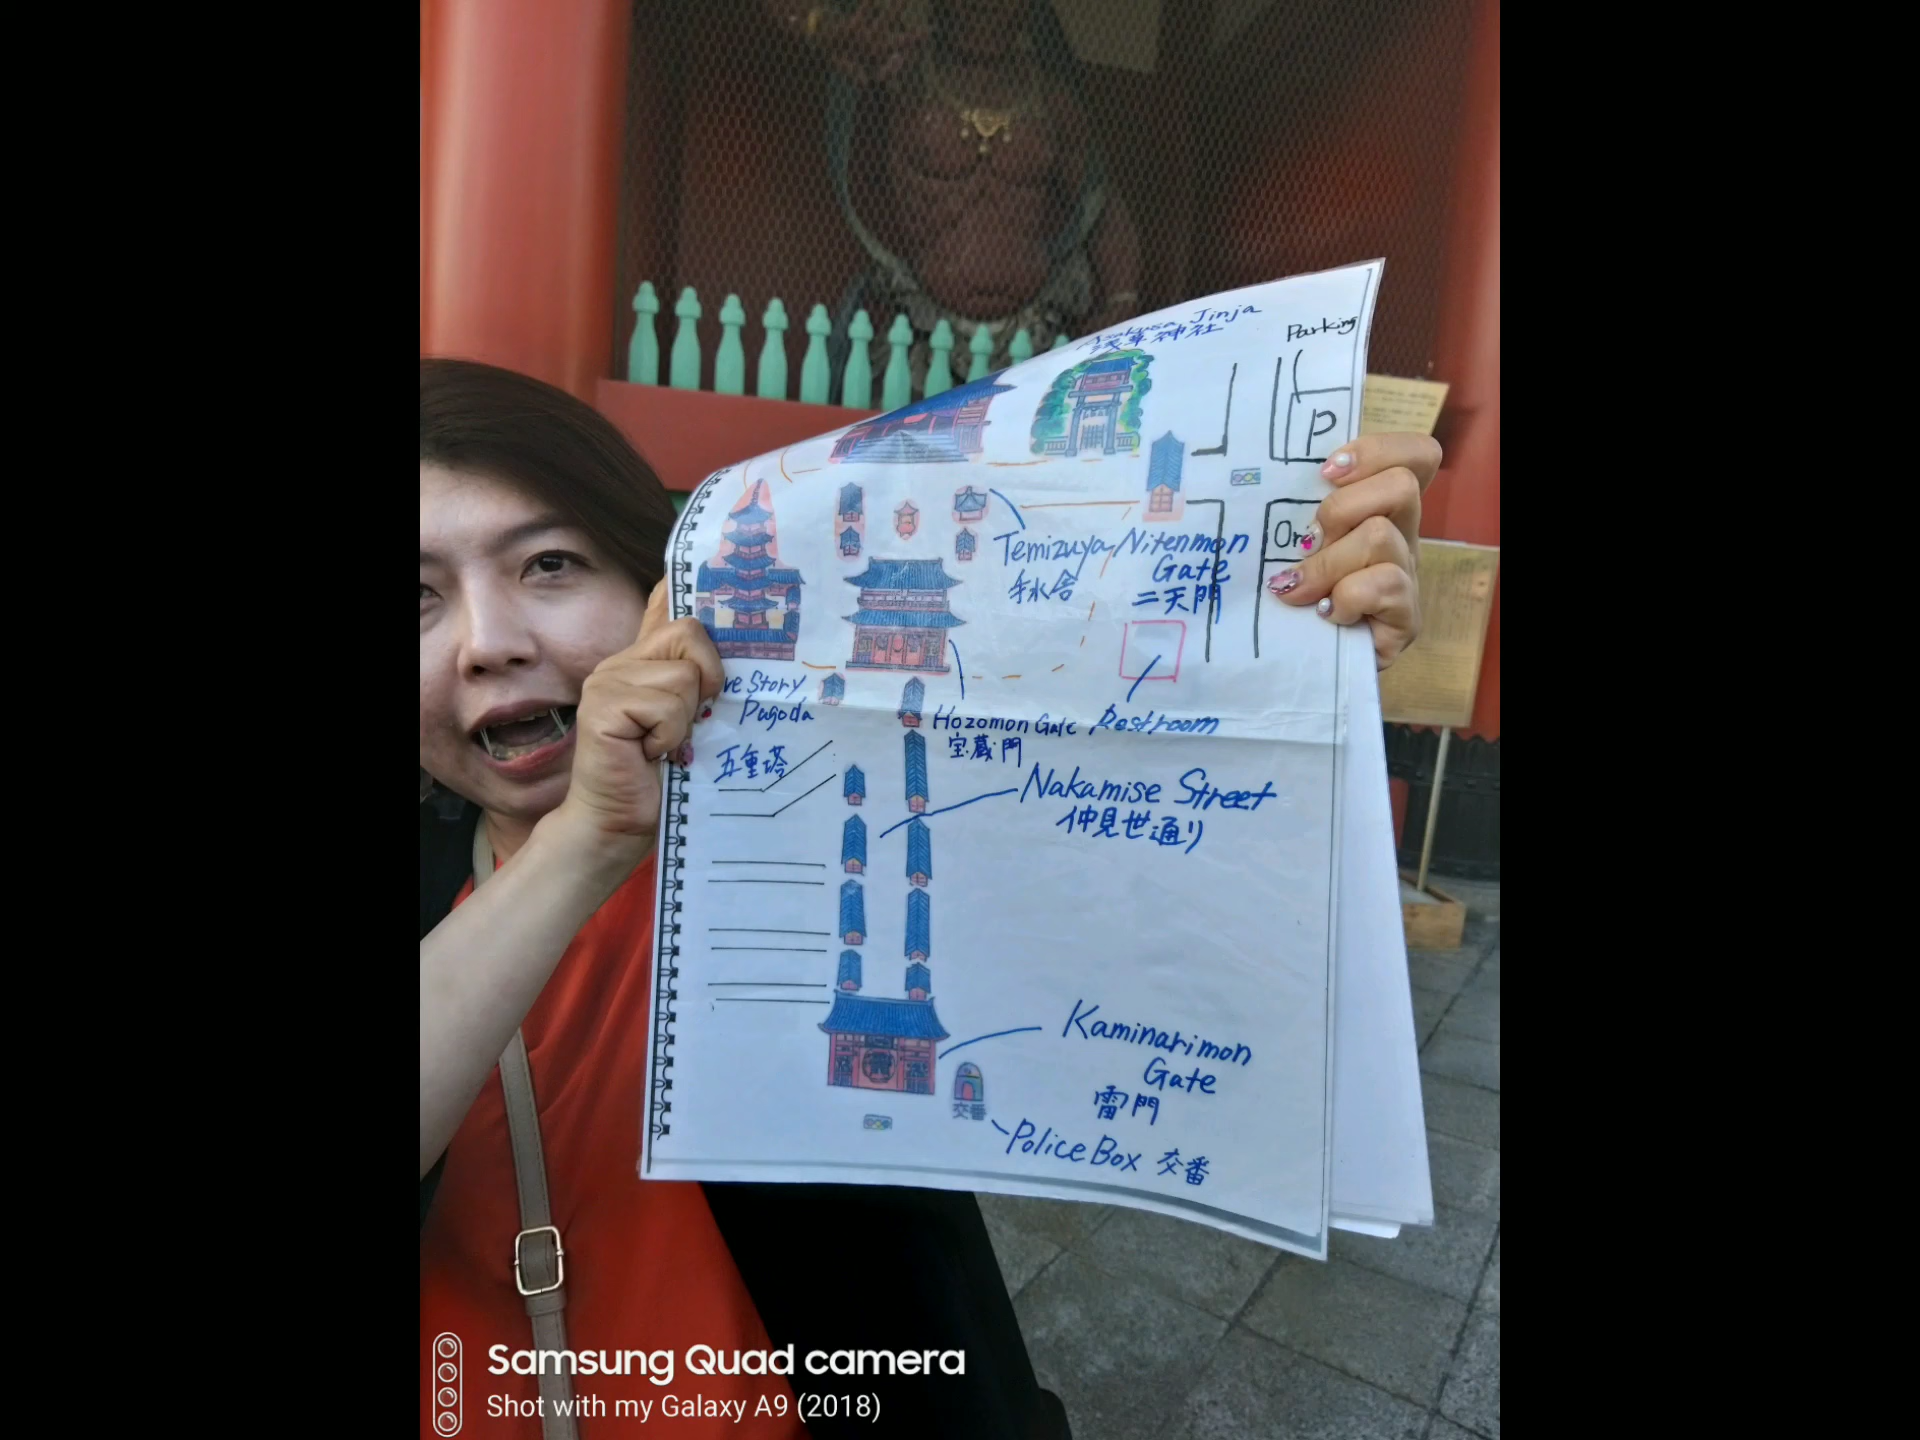 Asakusa Jinja
浅草神社
Parking
P
Temizuya
手水舎
Nitenmon
Gate
二天門
Story
Pagoda
五重塔
Hozomon Gate
宝蔵門
Restroom
Nakamise Street
仲見世通り
Kaminarimon
Gate
雷門
交番
Police Box 交番
Samsung Quad camera
Shot with my Galaxy A9 (2018)